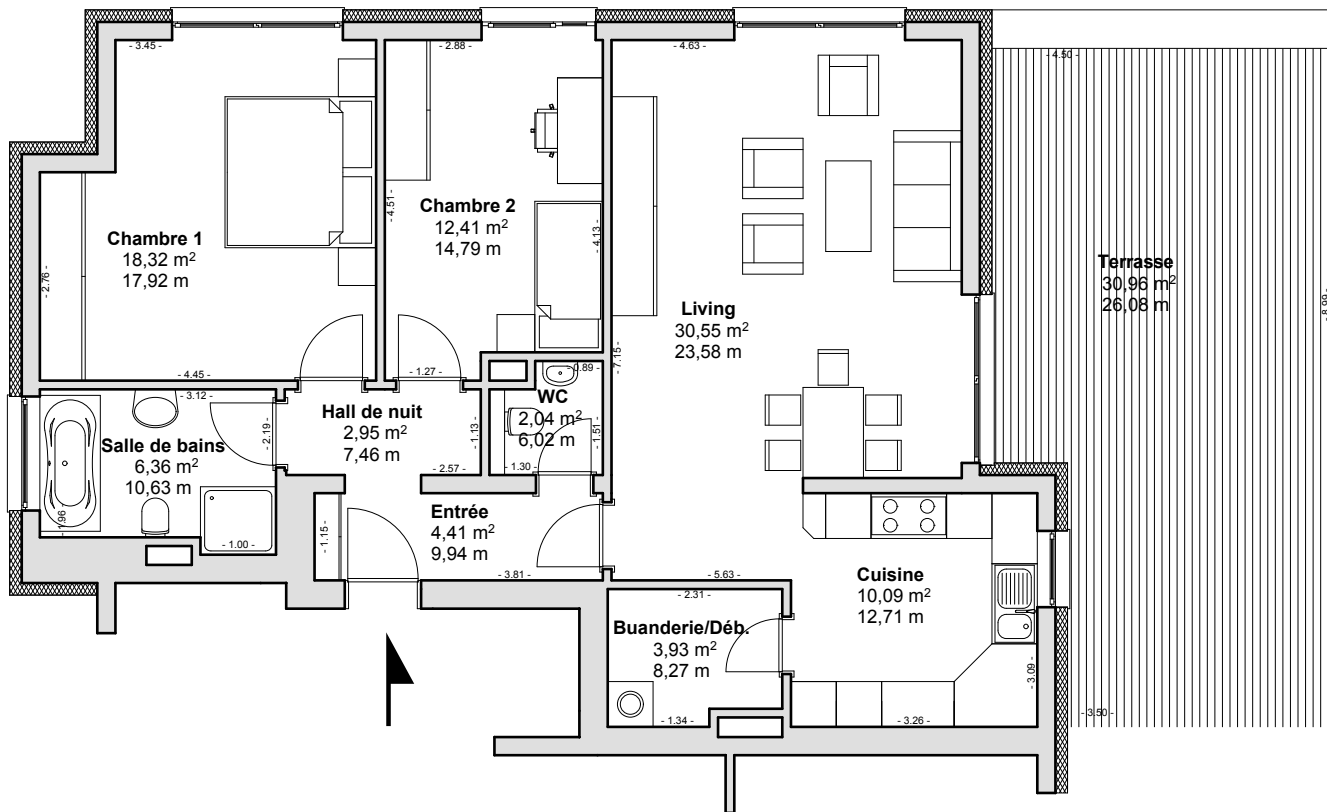 - 3.45 -
- 2.88 -
- 4.63 -
- 4.50 -
Chambre 1
18,32 m²
17,92 m
- 2.76 -
- 4.45 -
Chambre 2
12,41 m²
14,79 m
- 4.51 -
- 4.13 -
- 1.27 -
Living
30,55 m²
23,58 m
- 7.15 -
Terrasse
30,96 m²
26,08 m
- 8.99 -
- 3.50 -
Salle de bains
6,36 m²
10,63 m
- 3.12 -
- 2.19 -
- 1.96 -
- 1.00 -
Hall de nuit
2,95 m²
7,46 m
- 1.13 -
- 2.57 -
WC
2,04 m²
6,02 m
- 0.89 -
- 1.51 -
- 1.30 -
Entrée
4,41 m²
9,94 m
- 1.15 -
- 3.81 -
- 5.63 -
Cuisine
10,09 m²
12,71 m
- 3.09 -
- 3.26 -
Buanderie/Déb.
3,93 m²
8,27 m
- 2.31 -
- 1.34 -